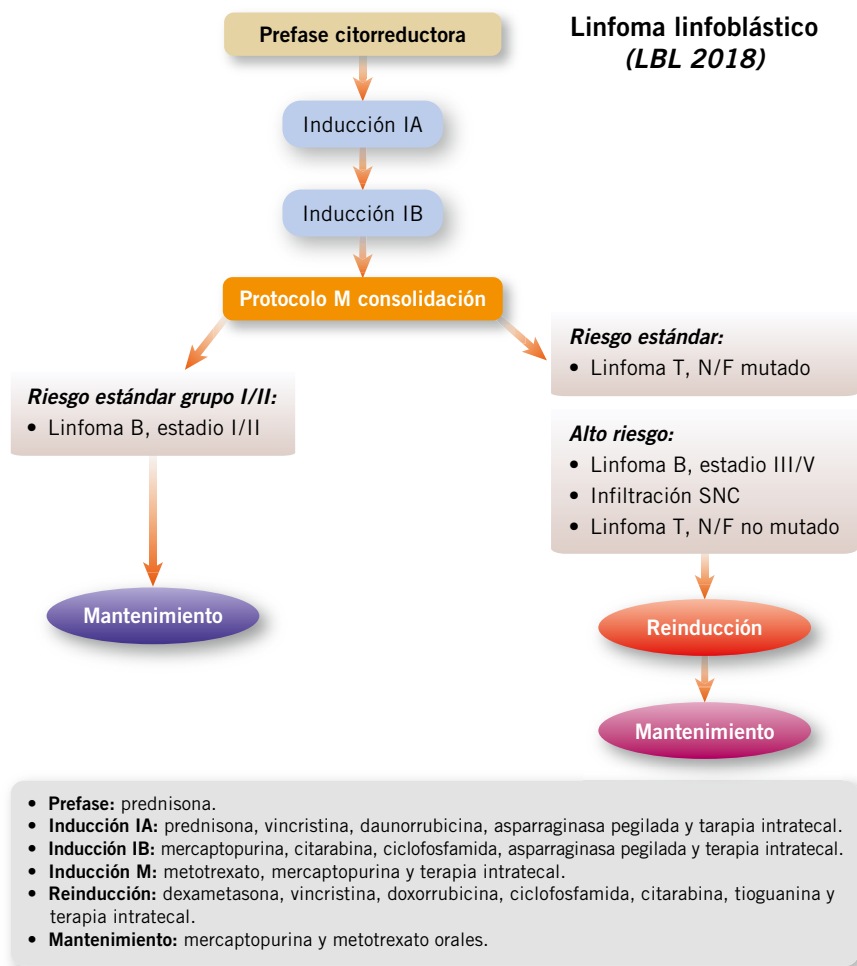 Linfoma linfoblástico
(LBL 2018)
Prefase citorreductora
Inducción IA
Inducción IB
Protocolo M consolidación
Riesgo estándar grupo I/II:
• Linfoma B, estadio I/II
Mantenimiento
Riesgo estándar:
• Linfoma T, N/F mutado
Alto riesgo:
• Linfoma B, estadio III/V
• Infiltración SNC
• Linfoma T, N/F no mutado
Reinducción
Mantenimiento
• Prefase: prednisona.
• Inducción IA: prednisona, vincristina, daunorrubicina, asparraginasa pegilada y tarapia intratecal.
• Inducción IB: mercaptopurina, citarabina, ciclofosfamida, asparraginasa pegilada y terapia intratecal.
• Inducción M: metotrexato, mercaptopurina y terapia intratecal.
• Reinducción: dexametasona, vincristina, doxorrubicina, ciclofosfamida, citarabina, tioguanina y
terapia intratecal.
• Mantenimiento: mercaptopurina y metotrexato orales.